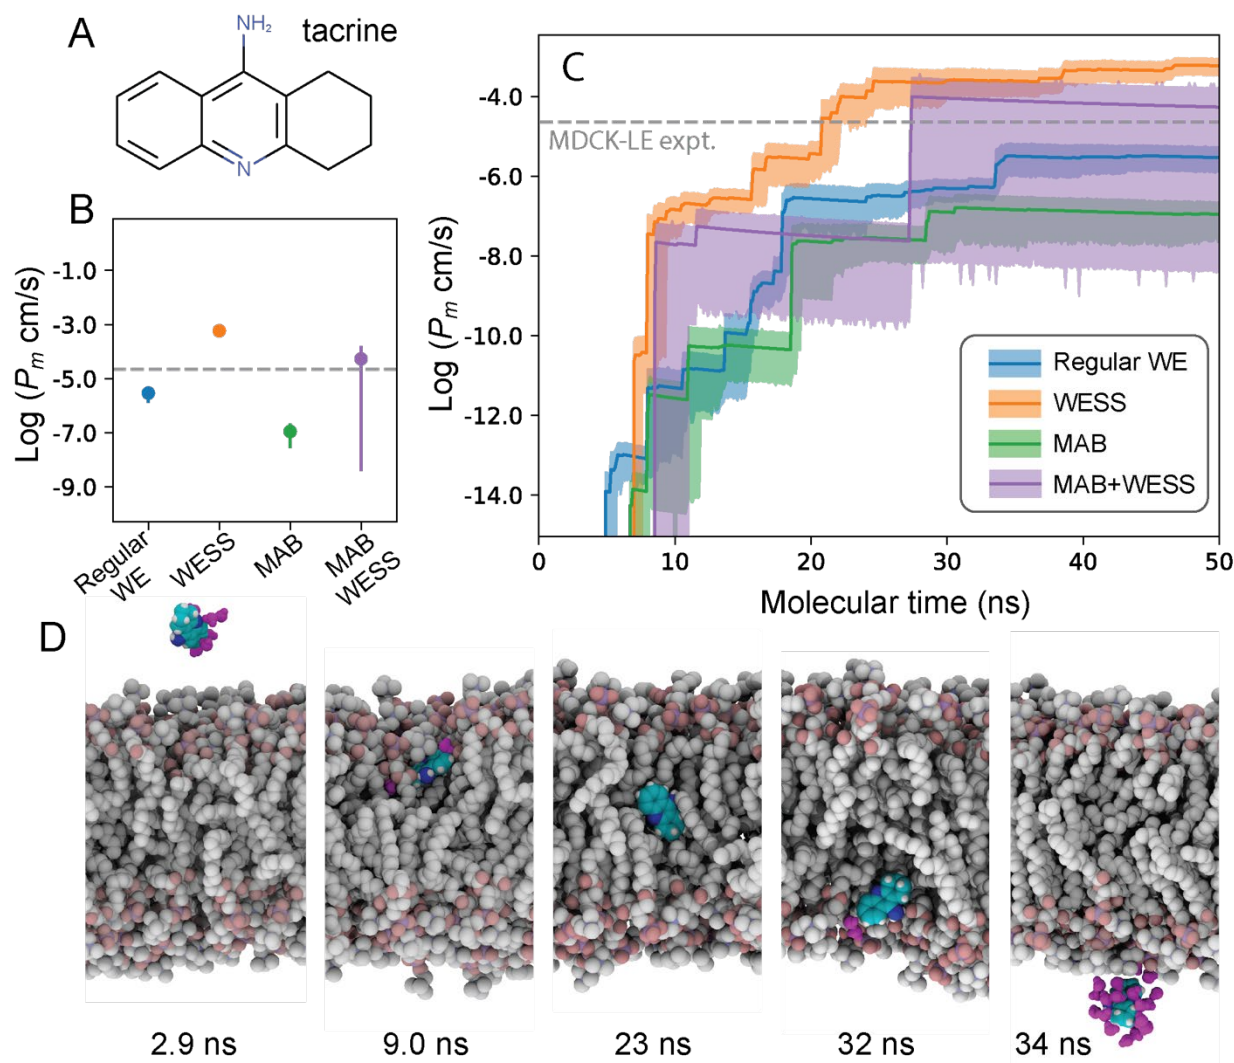 A
tacrine
NH₂
N
B
Log (Pm cm/s)
-1.0
-3.0
-5.0
-7.0
-9.0
Regular
WE
WESS
MAB
MAB
WESS
C
Log (Pm cm/s)
-4.0
-6.0
-8.0
-10.0
-12.0
-14.0
MDCK-LE expt.
Regular WE
WESS
MAB
MAB+WESS
0
10
20
30
40
50
Molecular time (ns)
D
2.9 ns
9.0 ns
23 ns
32 ns
34 ns